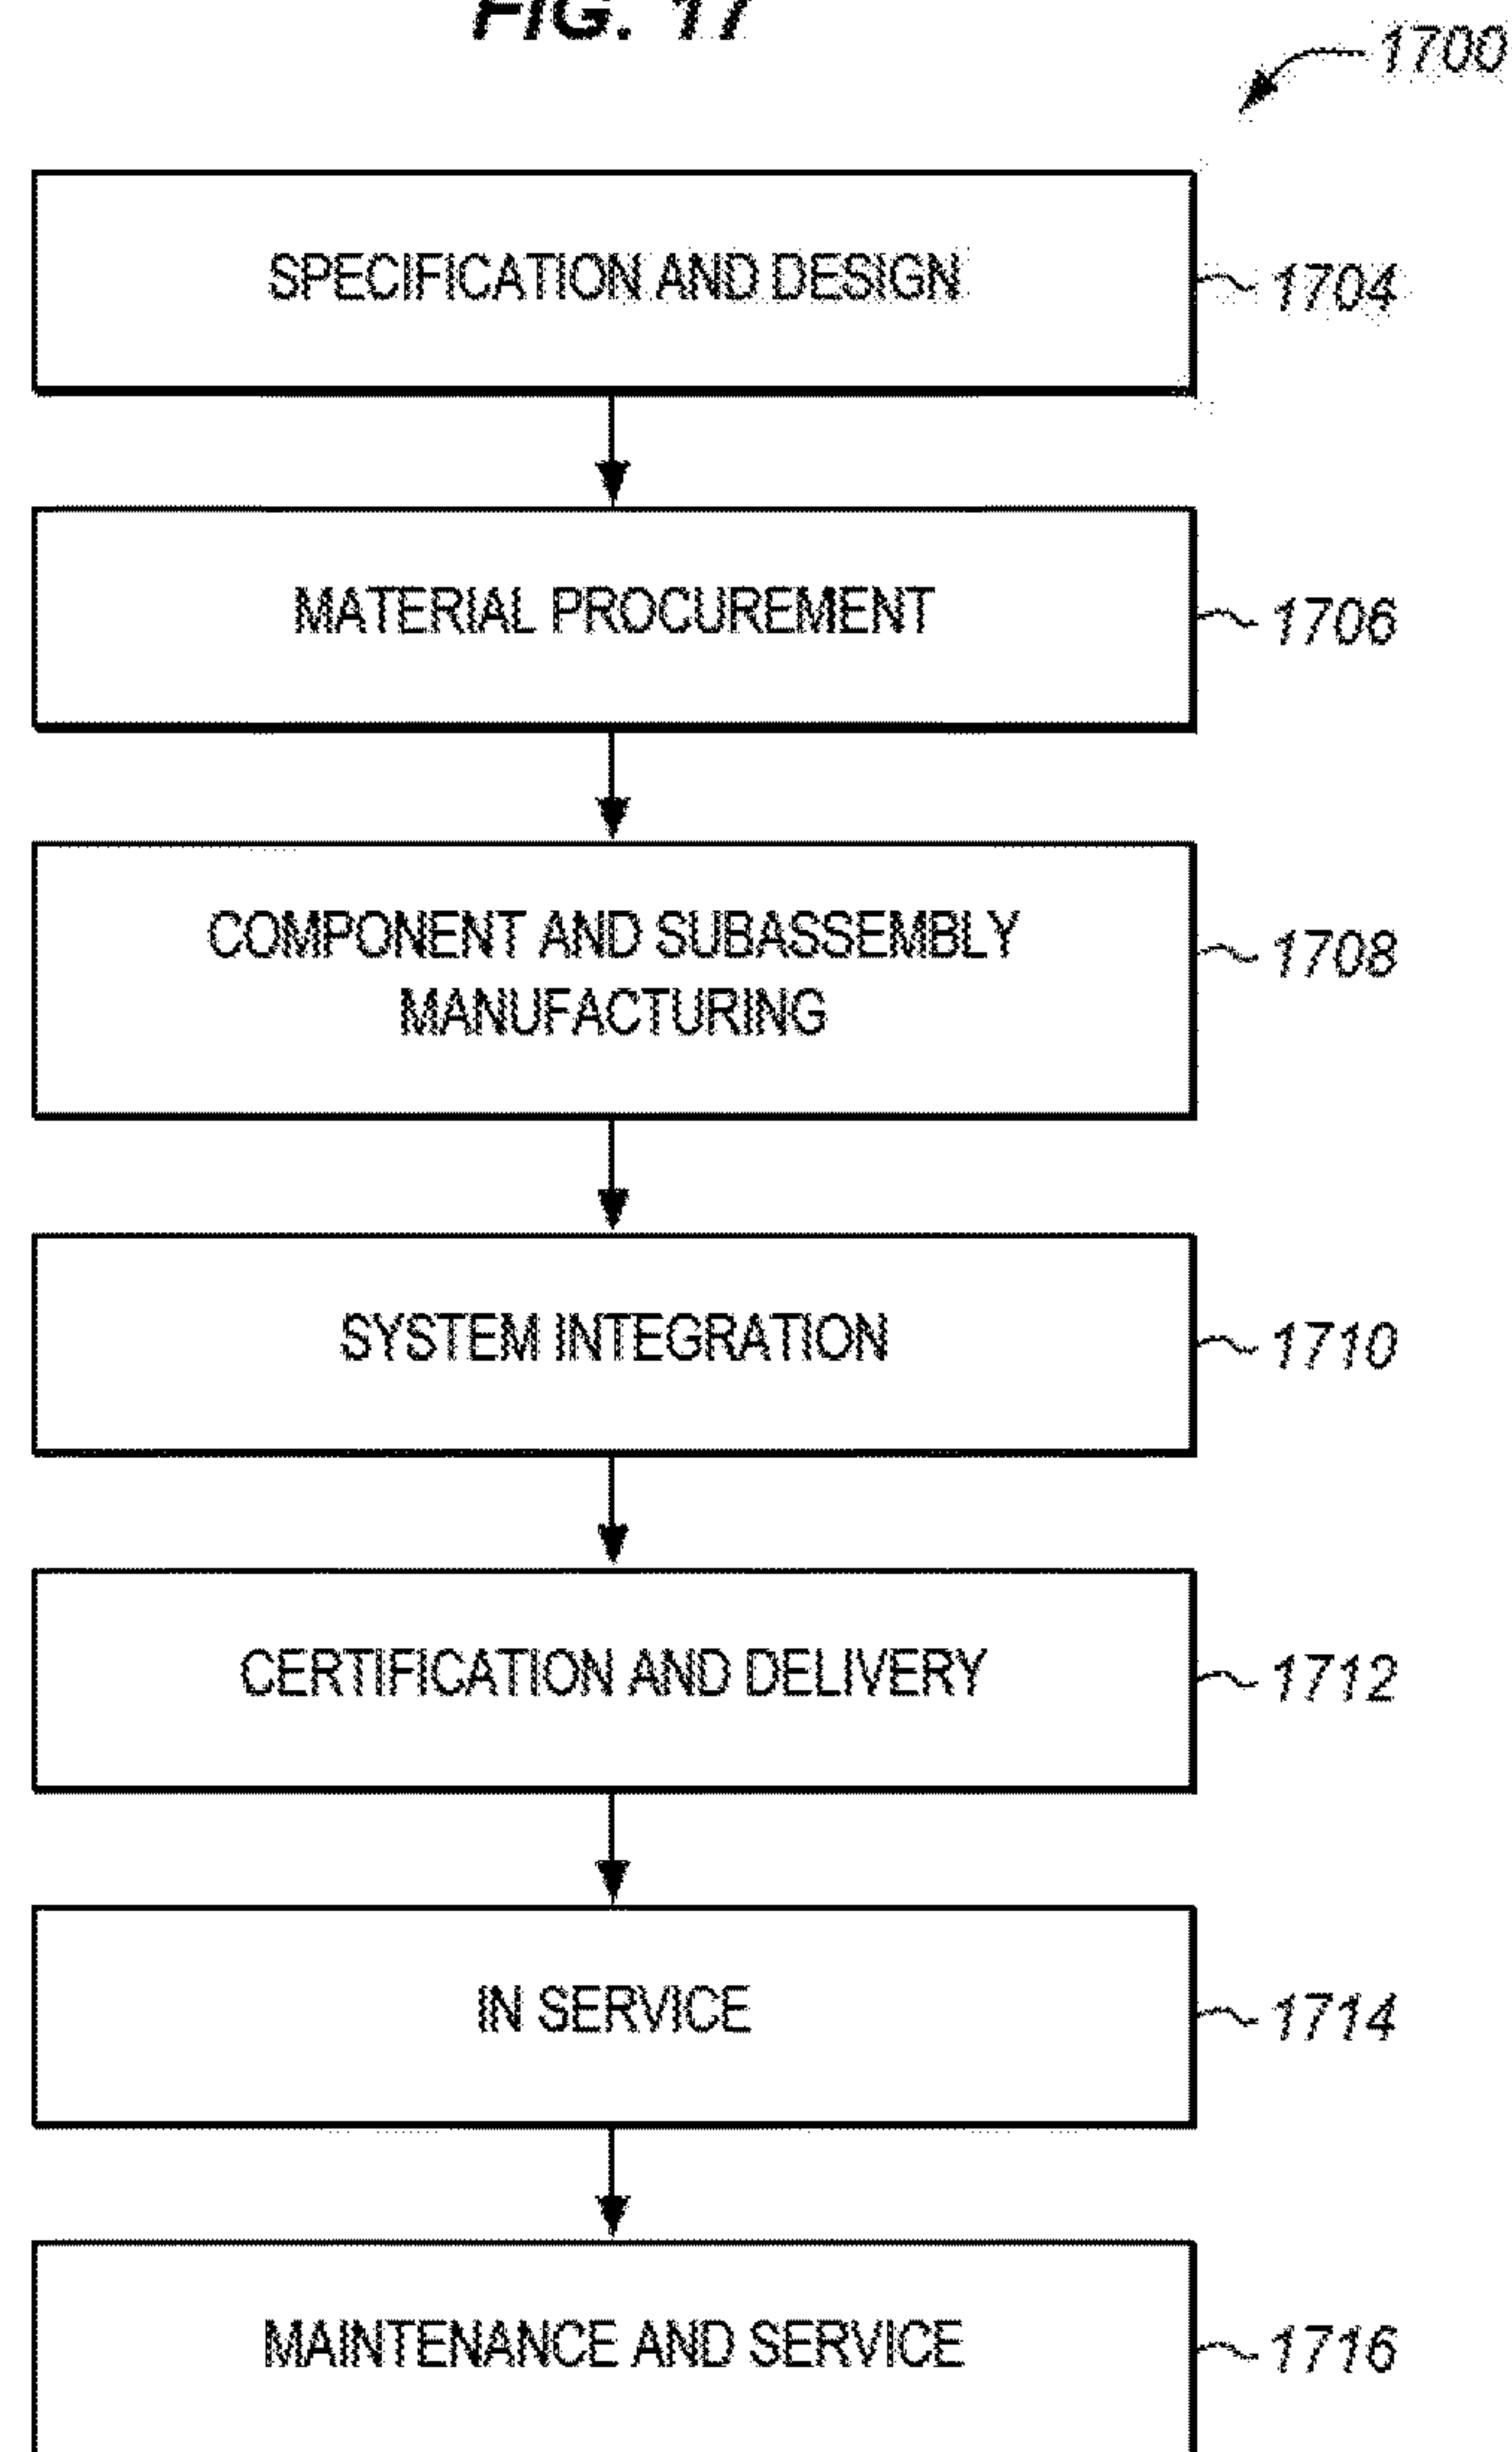 FIG. 17
1700
SPECIFICATION AND DESIGN
1704
MATERIAL PROCUREMENT
1706
COMPONENT AND SUBASSEMBLY
MANUFACTURING
1708
SYSTEM INTEGRATION
1710
CERTIFICATION AND DELIVERY
1712
IN SERVICE
1714
MAINTENANCE AND SERVICE
1716